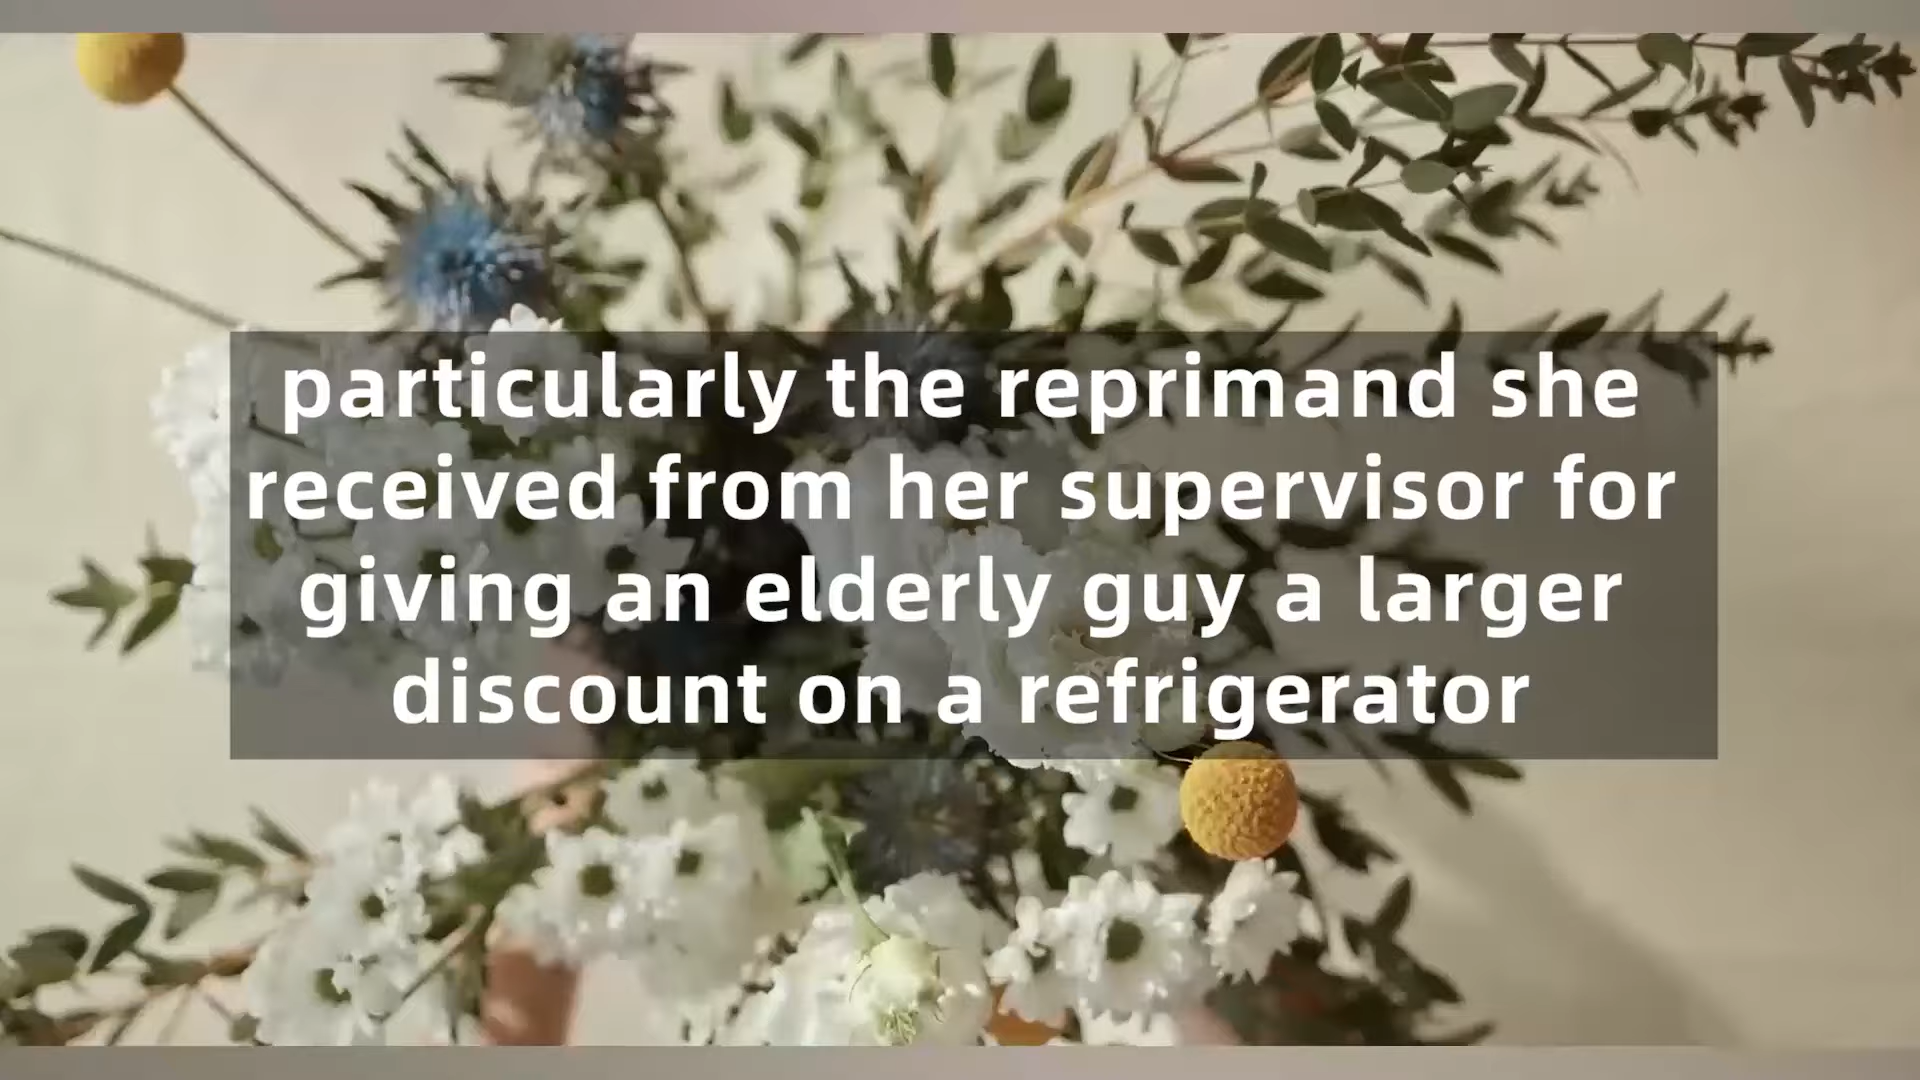 particularly the reprimand she
received from her supervisor for
giving an elderly guy a larger
discount on a refrigerator